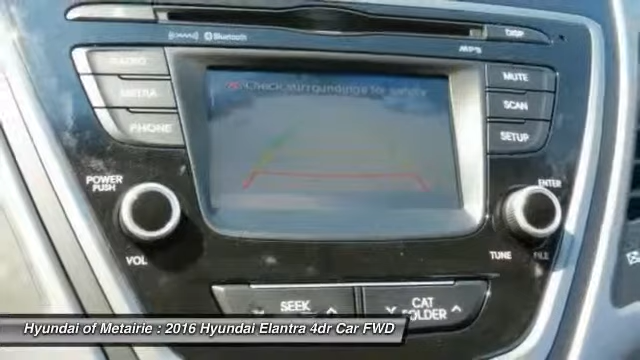 Bluetooth
DISP
MP3
RADIO
MEDIA
PHONE
Check surroundings for safety
MUTE
SCAN
SETUP
POWER
PUSH
VOL
ENTER
TUNE
FILE
SEEK
CAT
FOLDER
Hyundai of Metairie : 2016 Hyundai Elantra 4dr Car FWD